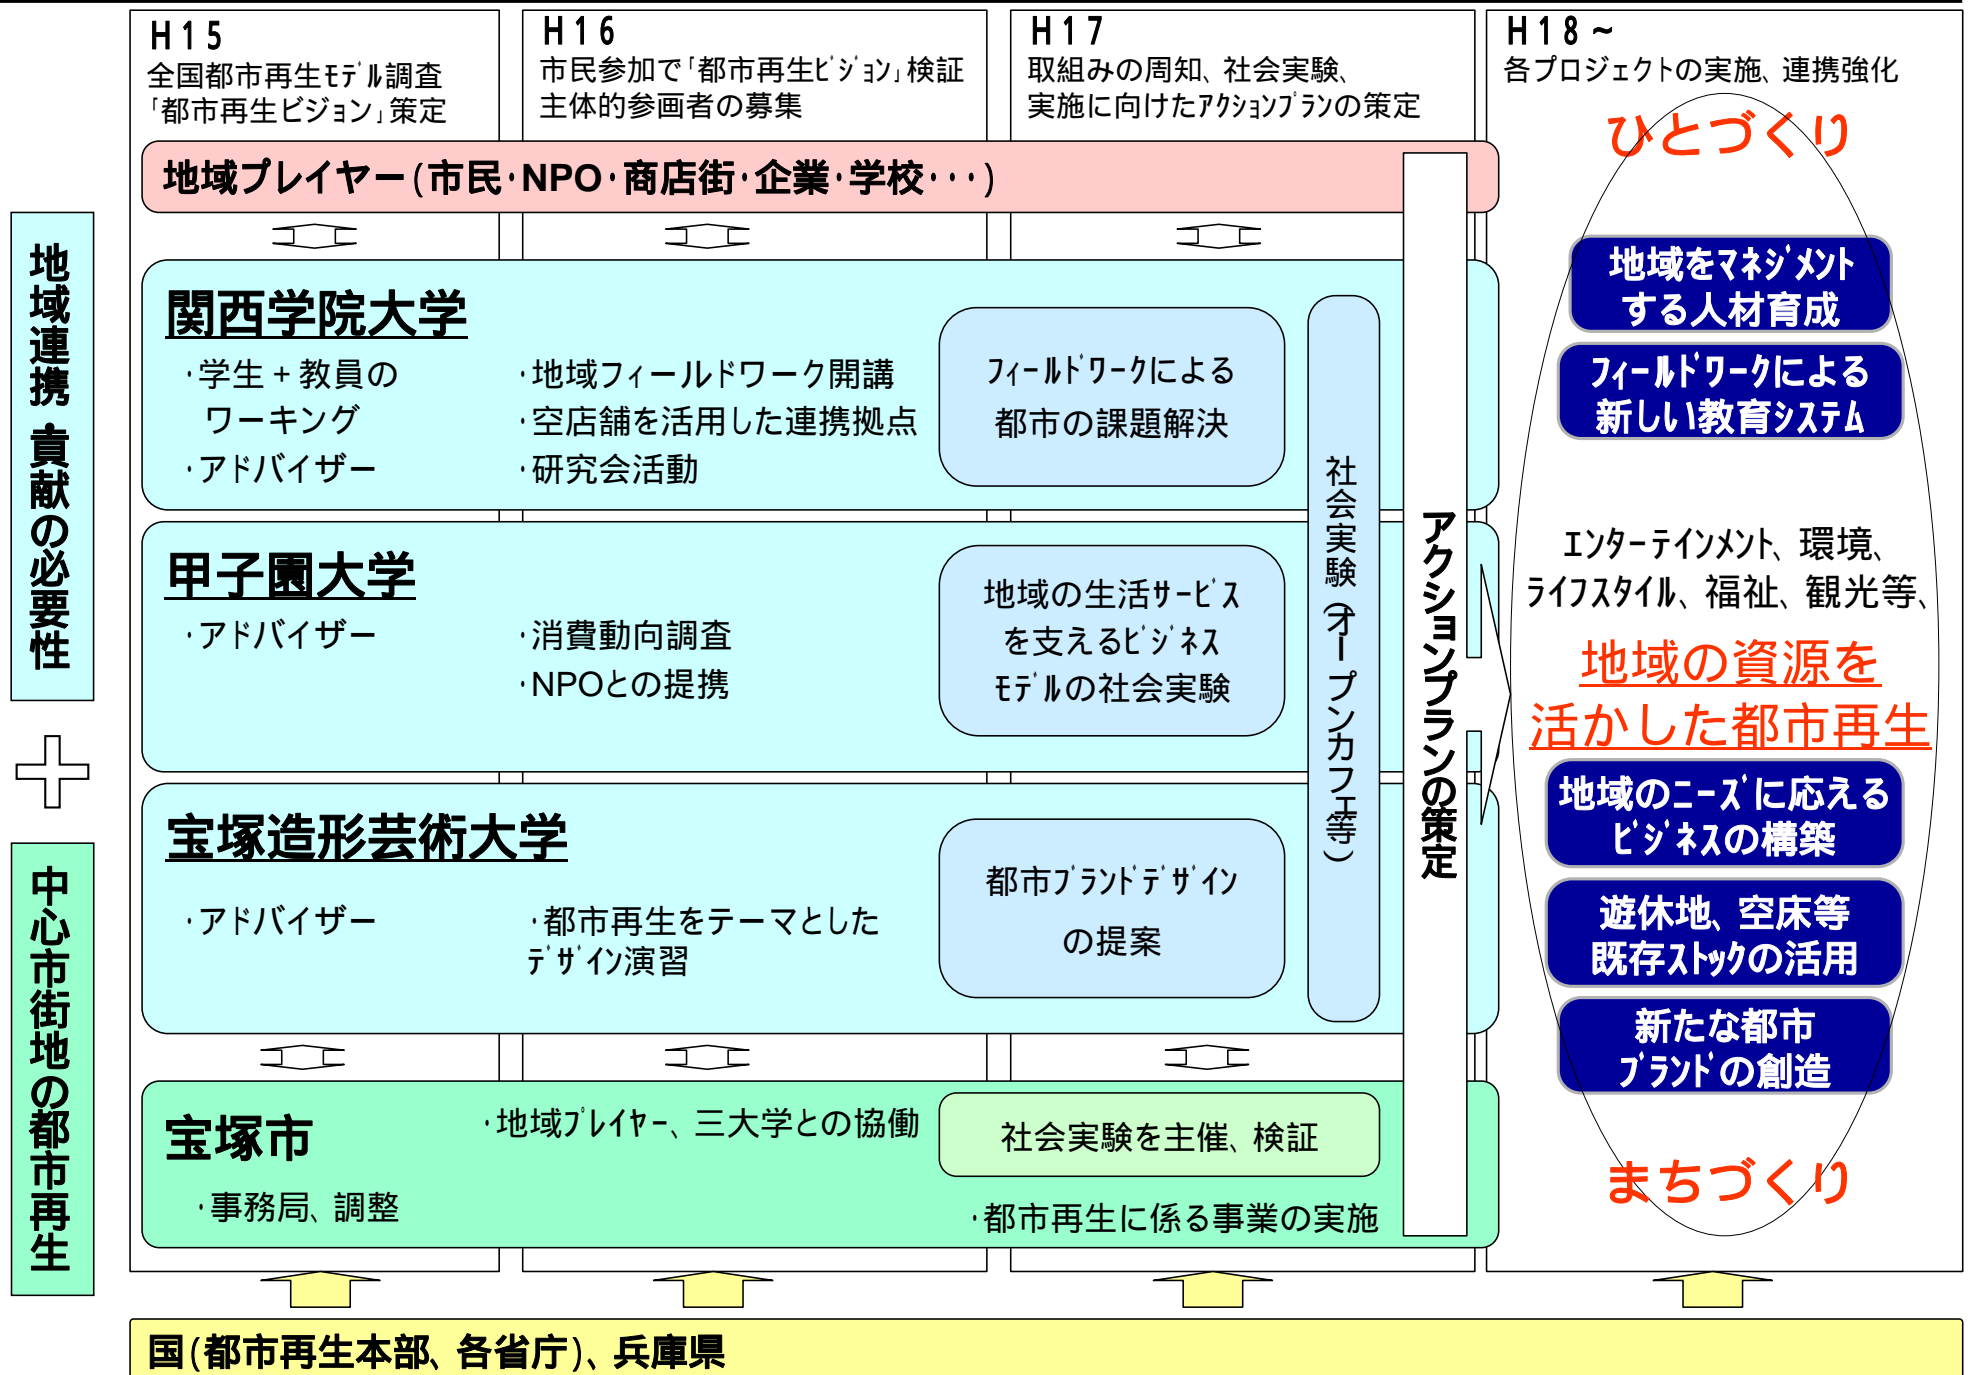 H15
全国都市再生ﾓﾃﾞﾙ調査
「都市再生ビジョン」策定
H16
市民参加で「都市再生ﾋﾞｼﾞｮﾝ」検証
主体的参画者の募集
H17
取組みの周知、社会実験、
実施に向けたｱｸｼｮﾝﾌﾟﾗﾝの策定
H18~
各プロジェクトの実施、連携強化
地域プレイヤー(市民・NPO・商店街・企業・学校・・・)
地域連携・貢献の必要性
中心市街地の都市再生
関西学院大学
・学生+教員の
ワーキング
・アドバイザー
・地域フィールドワーク開講
・空店舗を活用した連携拠点
・研究会活動
ﾌｨｰﾙﾄﾞﾜｰｸによる
都市の課題解決
甲子園大学
・アドバイザー
・消費動向調査
・NPOとの提携
地域の生活ｻｰﾋﾞｽ
を支えるﾋﾞｼﾞﾈｽ
ﾓﾃﾞﾙの社会実験
宝塚造形芸術大学
・アドバイザー
・都市再生をテーマとした
ﾃﾞｻﾞｲﾝ演習
都市ﾌﾞﾗﾝﾄﾞﾃﾞｻﾞｲﾝ
の提案
社会実験(オープンカフェ等)
アクションプランの策定
宝塚市
・事務局、調整
・地域ﾌﾟﾚｲﾔｰ、三大学との協働
社会実験を主催、検証
・都市再生に係る事業の実施
ひとづくり
地域をﾏﾈｼﾞﾒﾝﾄ
する人材育成
ﾌｨｰﾙﾄﾞﾜｰｸによる
新しい教育ｼｽﾃﾑ
ｴﾝﾀｰﾃｲﾝﾒﾝﾄ、環境、
ﾗｲﾌｽﾀｲﾙ、福祉、観光等、
地域の資源を
活かした都市再生
地域のﾆｰｽﾞに応える
ﾋﾞｼﾞﾈｽの構築
遊休地、空床等
既存ｽﾄｯｸの活用
新たな都市
ﾌﾞﾗﾝﾄﾞの創造
まちづくり
国(都市再生本部、各省庁)、兵庫県